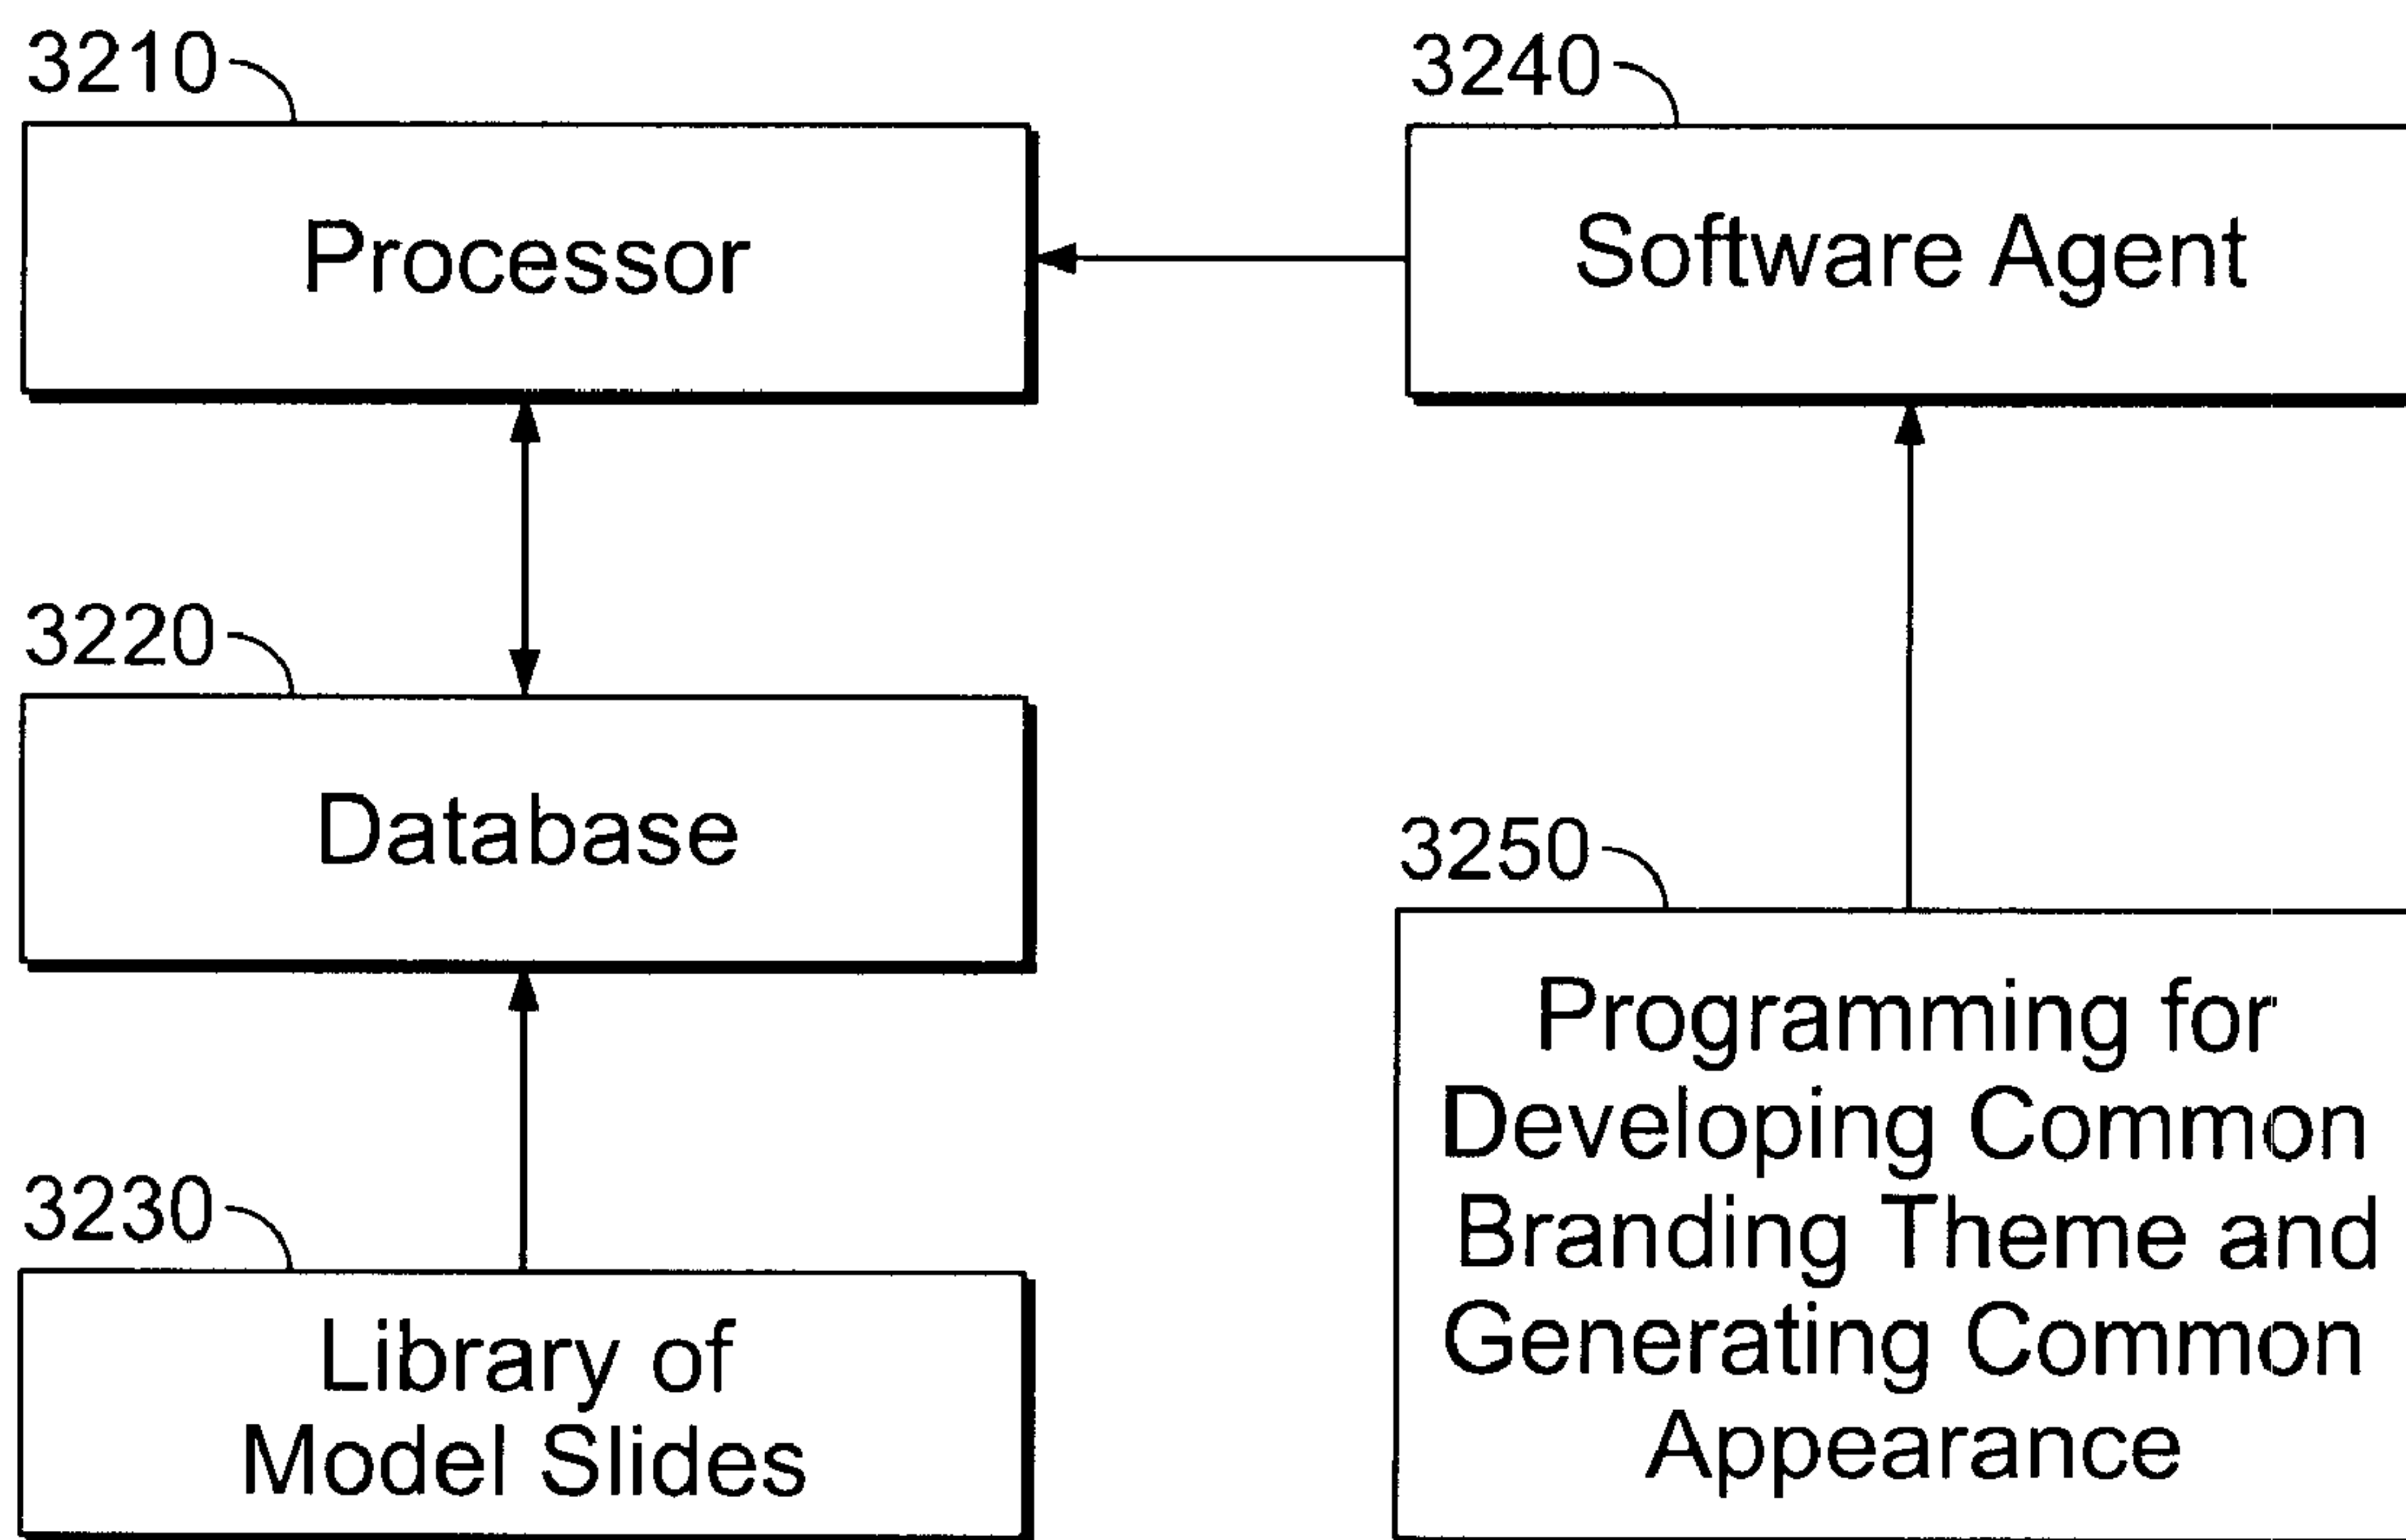 3210
Processor
3240
Software Agent
3220
Database
3250
Programming for
Developing Common
Branding Theme and
Generating Common
Appearance
3230
Library of
Model Slides